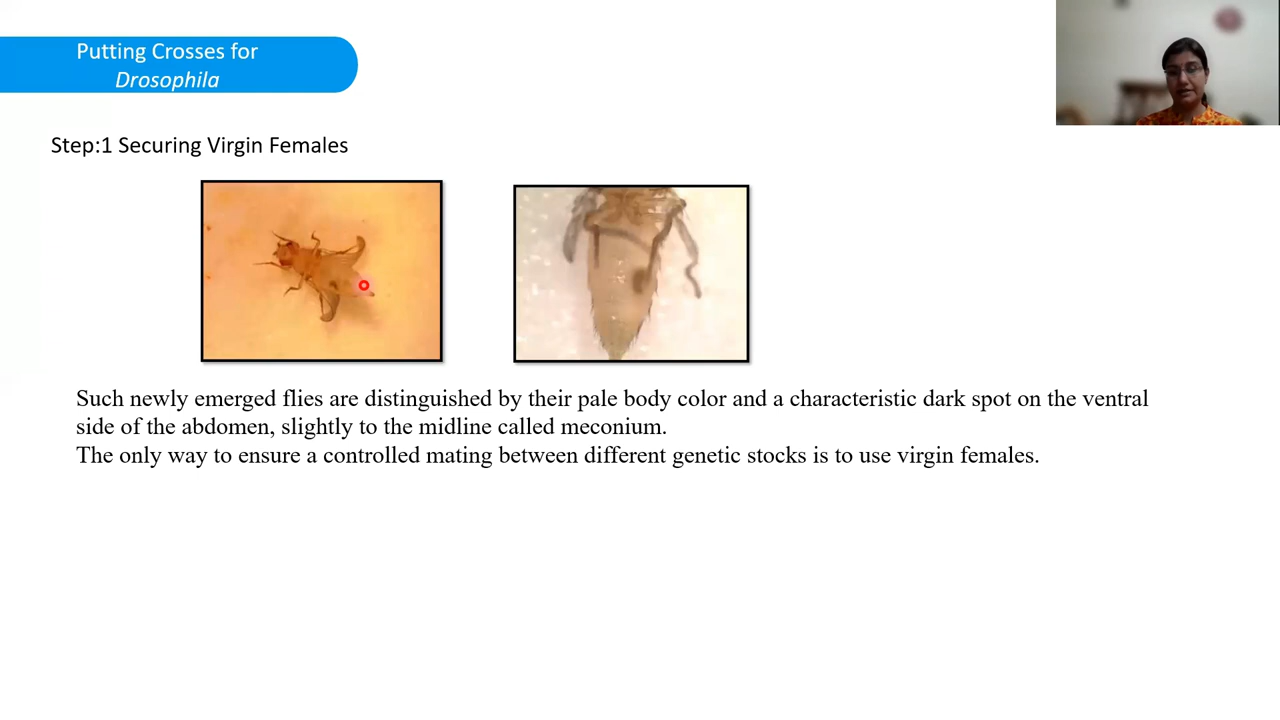 Putting Crosses for
Drosophila
Step:1 Securing Virgin Females
Such newly emerged flies are distinguished by their pale body color and a characteristic dark spot on the ventral
side of the abdomen, slightly to the midline called meconium.
The only way to ensure a controlled mating between different genetic stocks is to use virgin females.